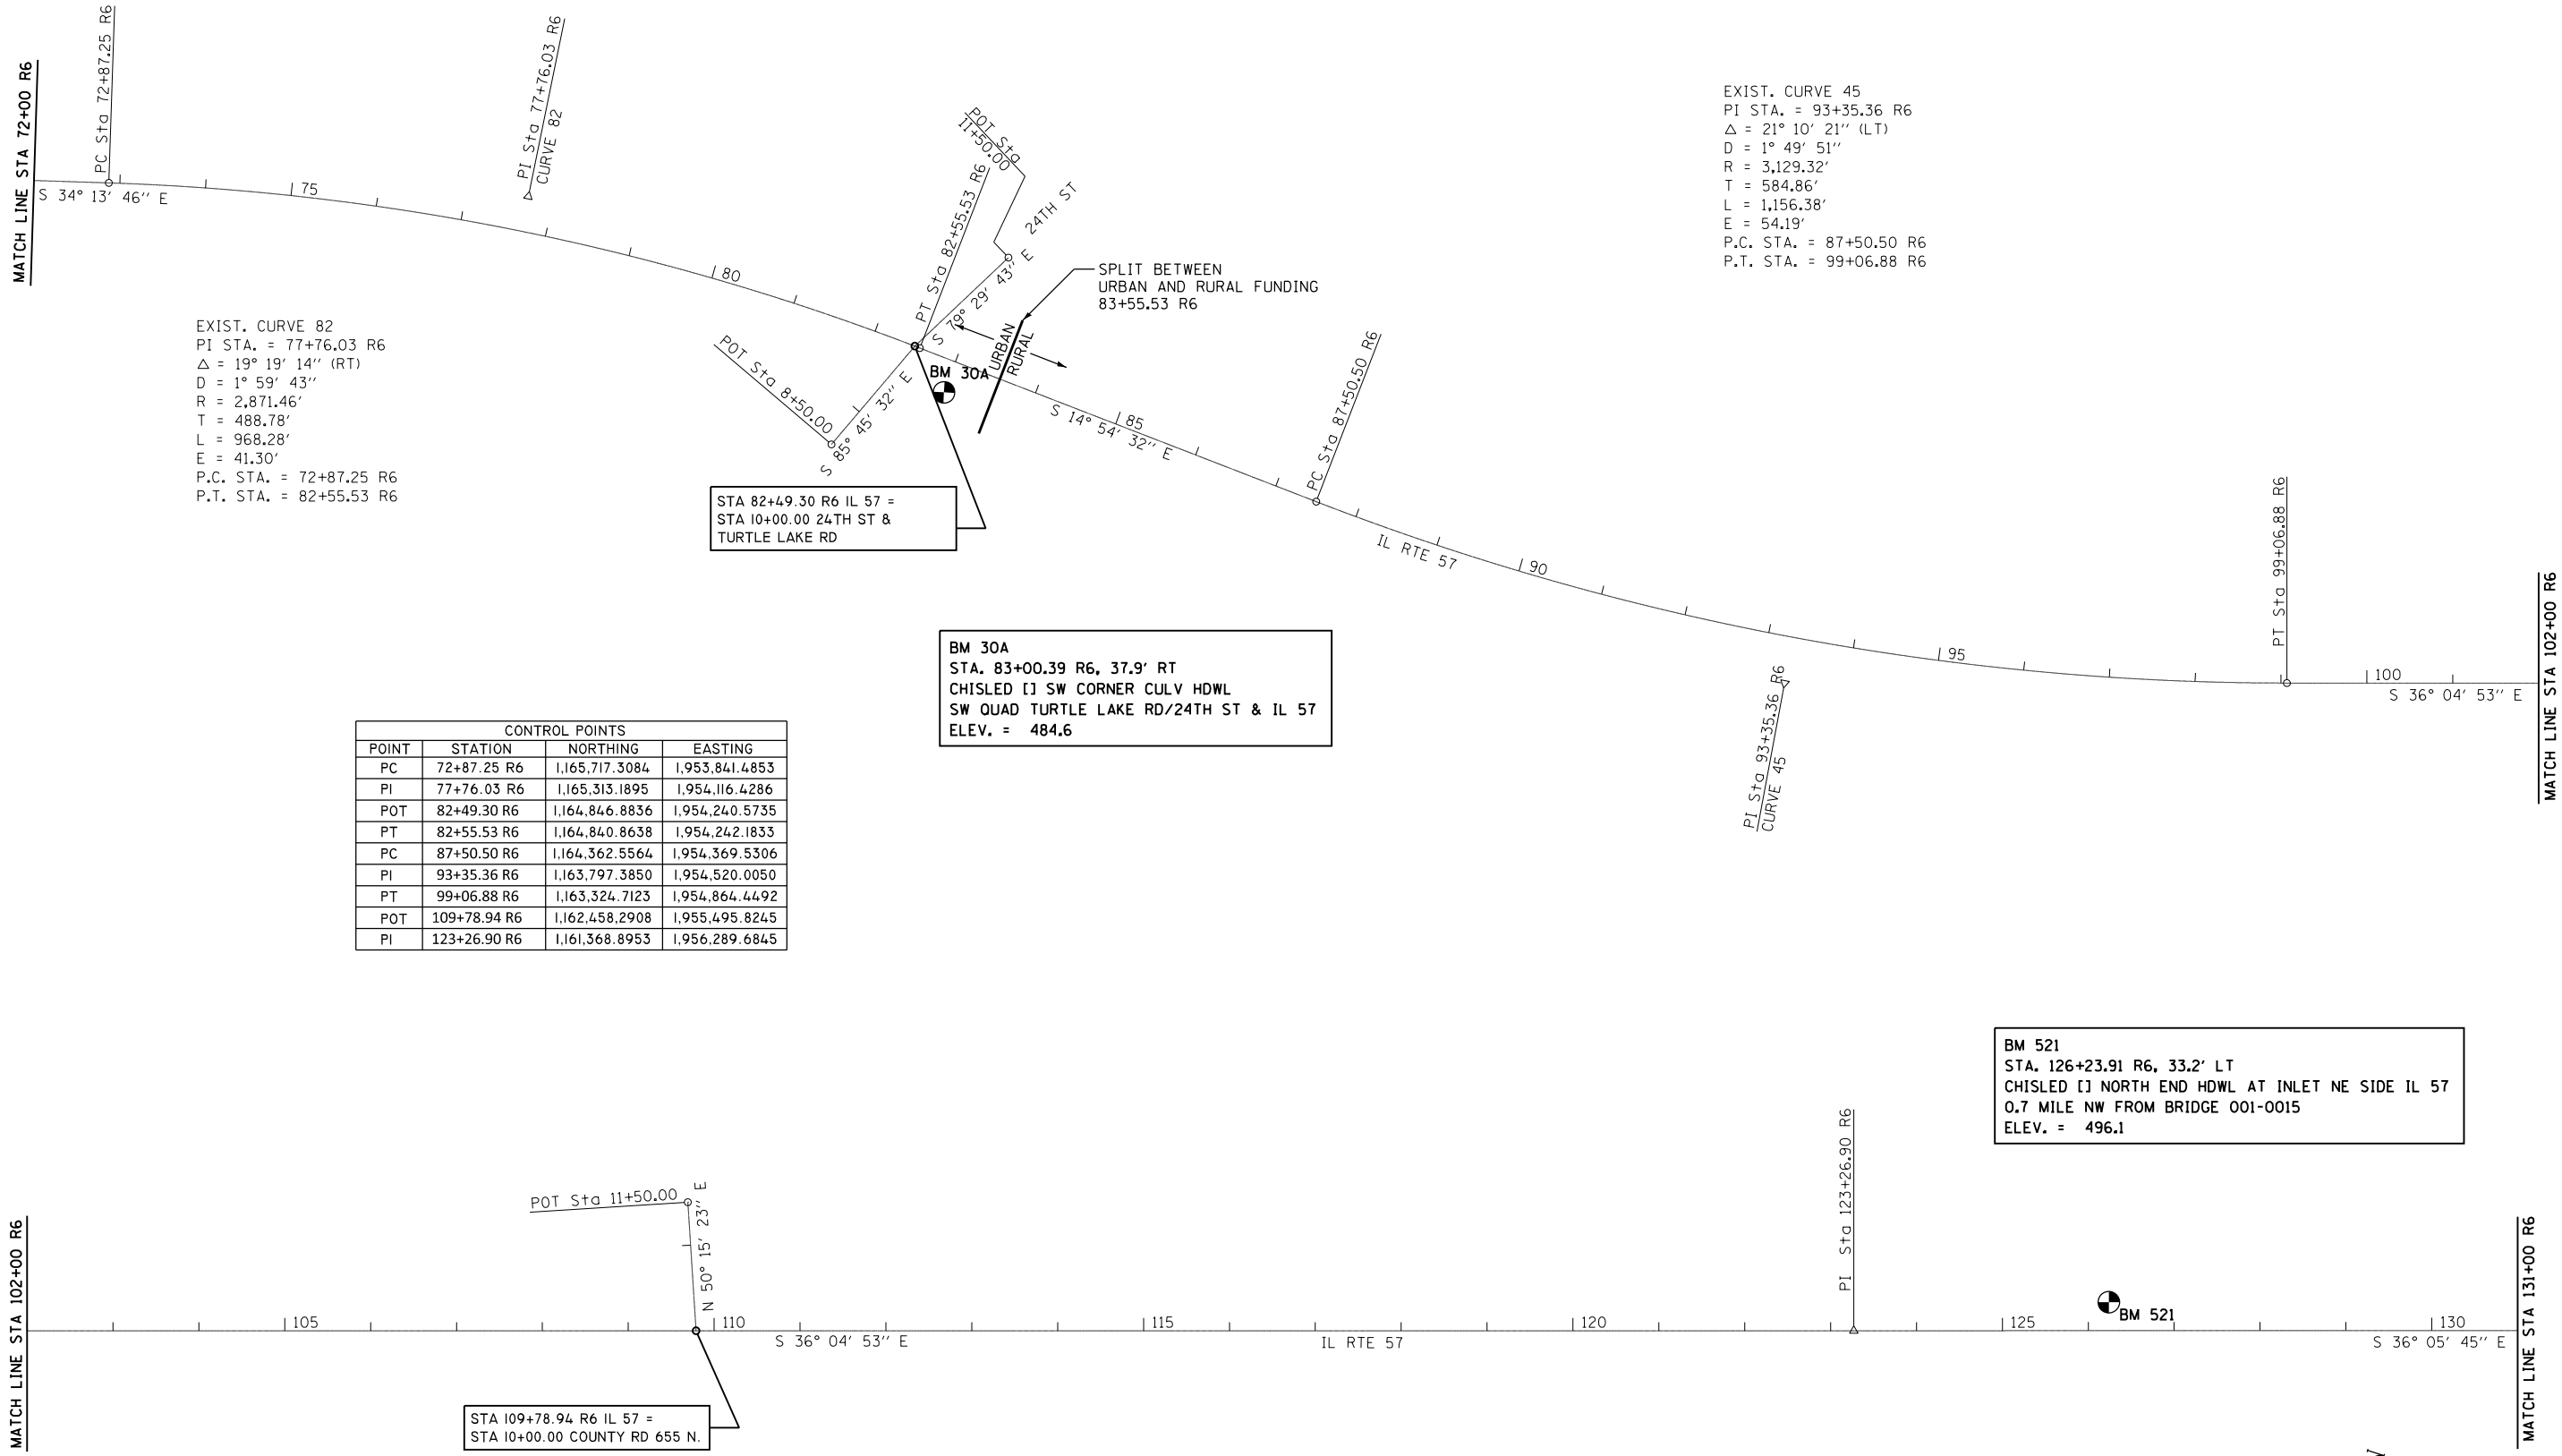 MATCH LINE STA 72+00 R6
PC Sta 72+87.25 R6
S 34° 13' 46'' E
75
PI Sta 77+76.03 R6
CURVE 82
80
POT Sta
11+50.00
PT Sta 82+55.53 R6
24TH ST
S 79° 29' 43'' E
SPLIT BETWEEN
URBAN AND RURAL FUNDING
83+55.53 R6
URBAN
RURAL
BM 30A
POT Sta 8+50.00
S 85° 45' 32'' E
85
S 14° 54' 32'' E
PC Sta 87+50.50 R6
IL RTE 57
90
95
PI Sta 93+35.36 R6
CURVE 45
PT Sta 99+06.88 R6
100
S 36° 04' 53'' E
MATCH LINE STA 102+00 R6
EXIST. CURVE 45
PI STA. = 93+35.36 R6
△ = 21° 10' 21'' (LT)
D = 1° 49' 51''
R = 3,129.32'
T = 584.86'
L = 1,156.38'
E = 54.19'
P.C. STA. = 87+50.50 R6
P.T. STA. = 99+06.88 R6
EXIST. CURVE 82
PI STA. = 77+76.03 R6
△ = 19° 19' 14'' (RT)
D = 1° 59' 43''
R = 2,871.46'
T = 488.78'
L = 968.28'
E = 41.30'
P.C. STA. = 72+87.25 R6
P.T. STA. = 82+55.53 R6
STA 82+49.30 R6 IL 57 =
STA 10+00.00 24TH ST &
TURTLE LAKE RD
BM 30A
STA. 83+00.39 R6, 37.9' RT
CHISLED [] SW CORNER CULV HDWL
SW QUAD TURTLE LAKE RD/24TH ST & IL 57
ELEV. = 484.6
CONTROL POINTS
POINT STATION NORTHING EASTING
PC 72+87.25 R6 1,165,717.3084 1,953,841.4853
PI 77+76.03 R6 1,165,313.1895 1,954,116.4286
POT 82+49.30 R6 1,164,846.8836 1,954,240.5735
PT 82+55.53 R6 1,164,840.8638 1,954,242.1833
PC 87+50.50 R6 1,164,362.5564 1,954,369.5306
PI 93+35.36 R6 1,163,797.3850 1,954,520.0050
PT 99+06.88 R6 1,163,324.7123 1,954,864.4492
POT 109+78.94 R6 1,162,458.2908 1,955,495.8245
PI 123+26.90 R6 1,161,368.8953 1,956,289.6845
BM 521
STA. 126+23.91 R6, 33.2' LT
CHISLED [] NORTH END HDWL AT INLET NE SIDE IL 57
0.7 MILE NW FROM BRIDGE 001-0015
ELEV. = 496.1
MATCH LINE STA 102+00 R6
105
POT Sta 11+50.00
N 50° 15' 23'' E
110
S 36° 04' 53'' E
115
IL RTE 57
120
PI Sta 123+26.90 R6
125
BM 521
130
S 36° 05' 45'' E
MATCH LINE STA 131+00 R6
STA 109+78.94 R6 IL 57 =
STA 10+00.00 COUNTY RD 655 N.